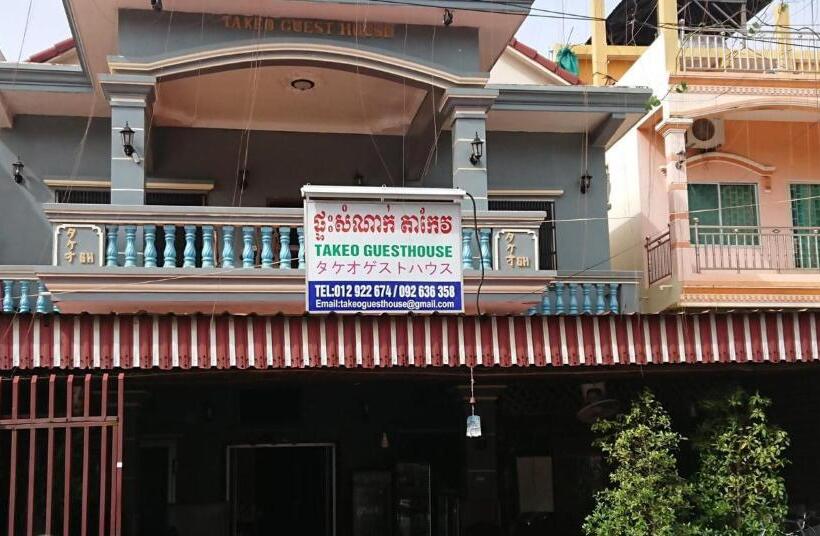 TAKEO GUEST HOUSE
ផ្ទះសំណាក់ តាកែវ
TAKEO GUESTHOUSE
タケオゲストハウス
TEL:012 922 674 / 092 636 358
Email:takeoguesthouse@gmail.com
タケオ GH
タケオ GH